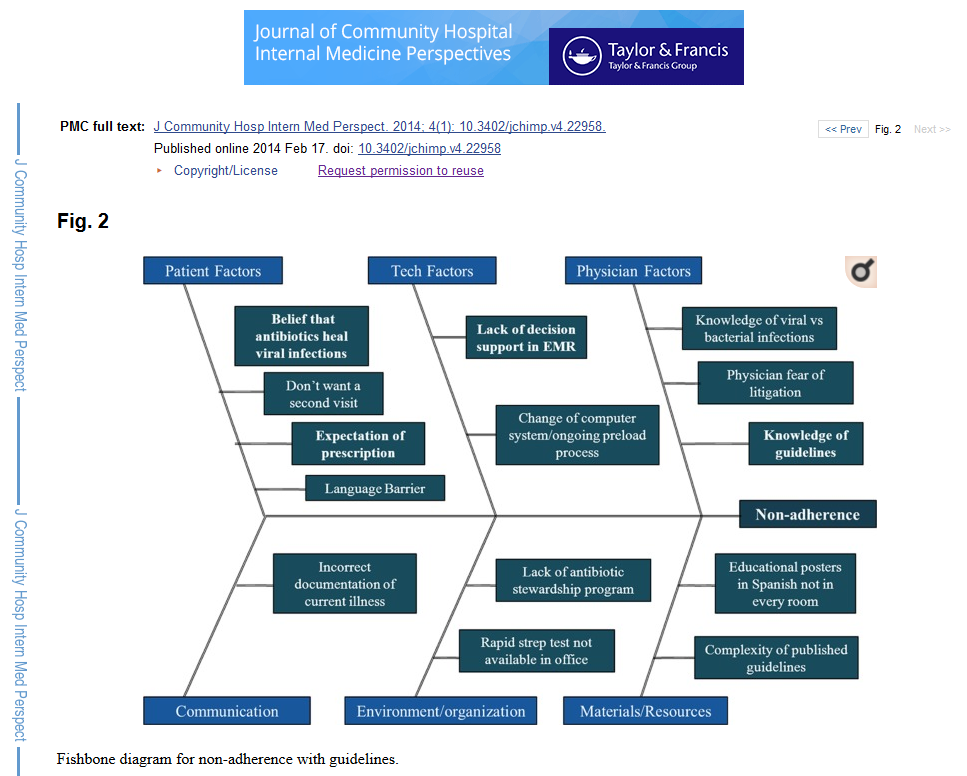 Journal of Community Hospital
Internal Medicine Perspectives
Taylor & Francis
Taylor & Francis Group
PMC full text: J Community Hosp Intern Med Perspect. 2014; 4(1): 10.3402/jchimp.v4.22958.
Published online 2014 Feb 17. doi: 10.3402/jchimp.v4.22958
Copyright/License Request permission to reuse
<< Prev Fig. 2 Next >>
J Community Hosp Intern Med Perspect
J Community Hosp Intern Med Perspect
Fig. 2
Patient Factors
Tech Factors
Physician Factors
Belief that
antibiotics heal
viral infections
Don't want a
second visit
Expectation of
prescription
Language Barrier
Lack of decision
support in EMR
Change of computer
system/ongoing preload
process
Knowledge of viral vs
bacterial infections
Physician fear of
litigation
Knowledge of
guidelines
Non-adherence
Incorrect
documentation of
current illness
Lack of antibiotic
stewardship program
Rapid strep test not
available in office
Educational posters
in Spanish not in
every room
Complexity of published
guidelines
Communication
Environment/organization
Materials/Resources
Fishbone diagram for non-adherence with guidelines.